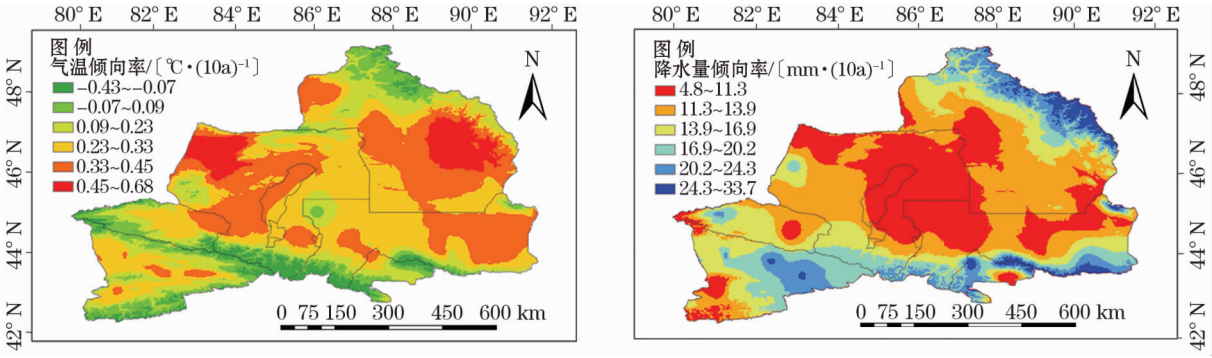 80° E 82° E 84° E 86° E 88° E 90° E 92° E
图 例
气温倾向率/[℃·(10a)⁻¹]
-0.43~-0.07
-0.07~0.09
0.09~0.23
0.23~0.33
0.33~0.45
0.45~0.68
N
48° N
46° N
44° N
42° N
0 75 150 300 450 600 km
80° E 82° E 84° E 86° E 88° E 90° E 92° E
图 例
降水量倾向率/[mm·(10a)⁻¹]
4.8~11.3
11.3~13.9
13.9~16.9
16.9~20.2
20.2~24.3
24.3~33.7
N
48° N
46° N
44° N
42° N
0 75 150 300 450 600 km